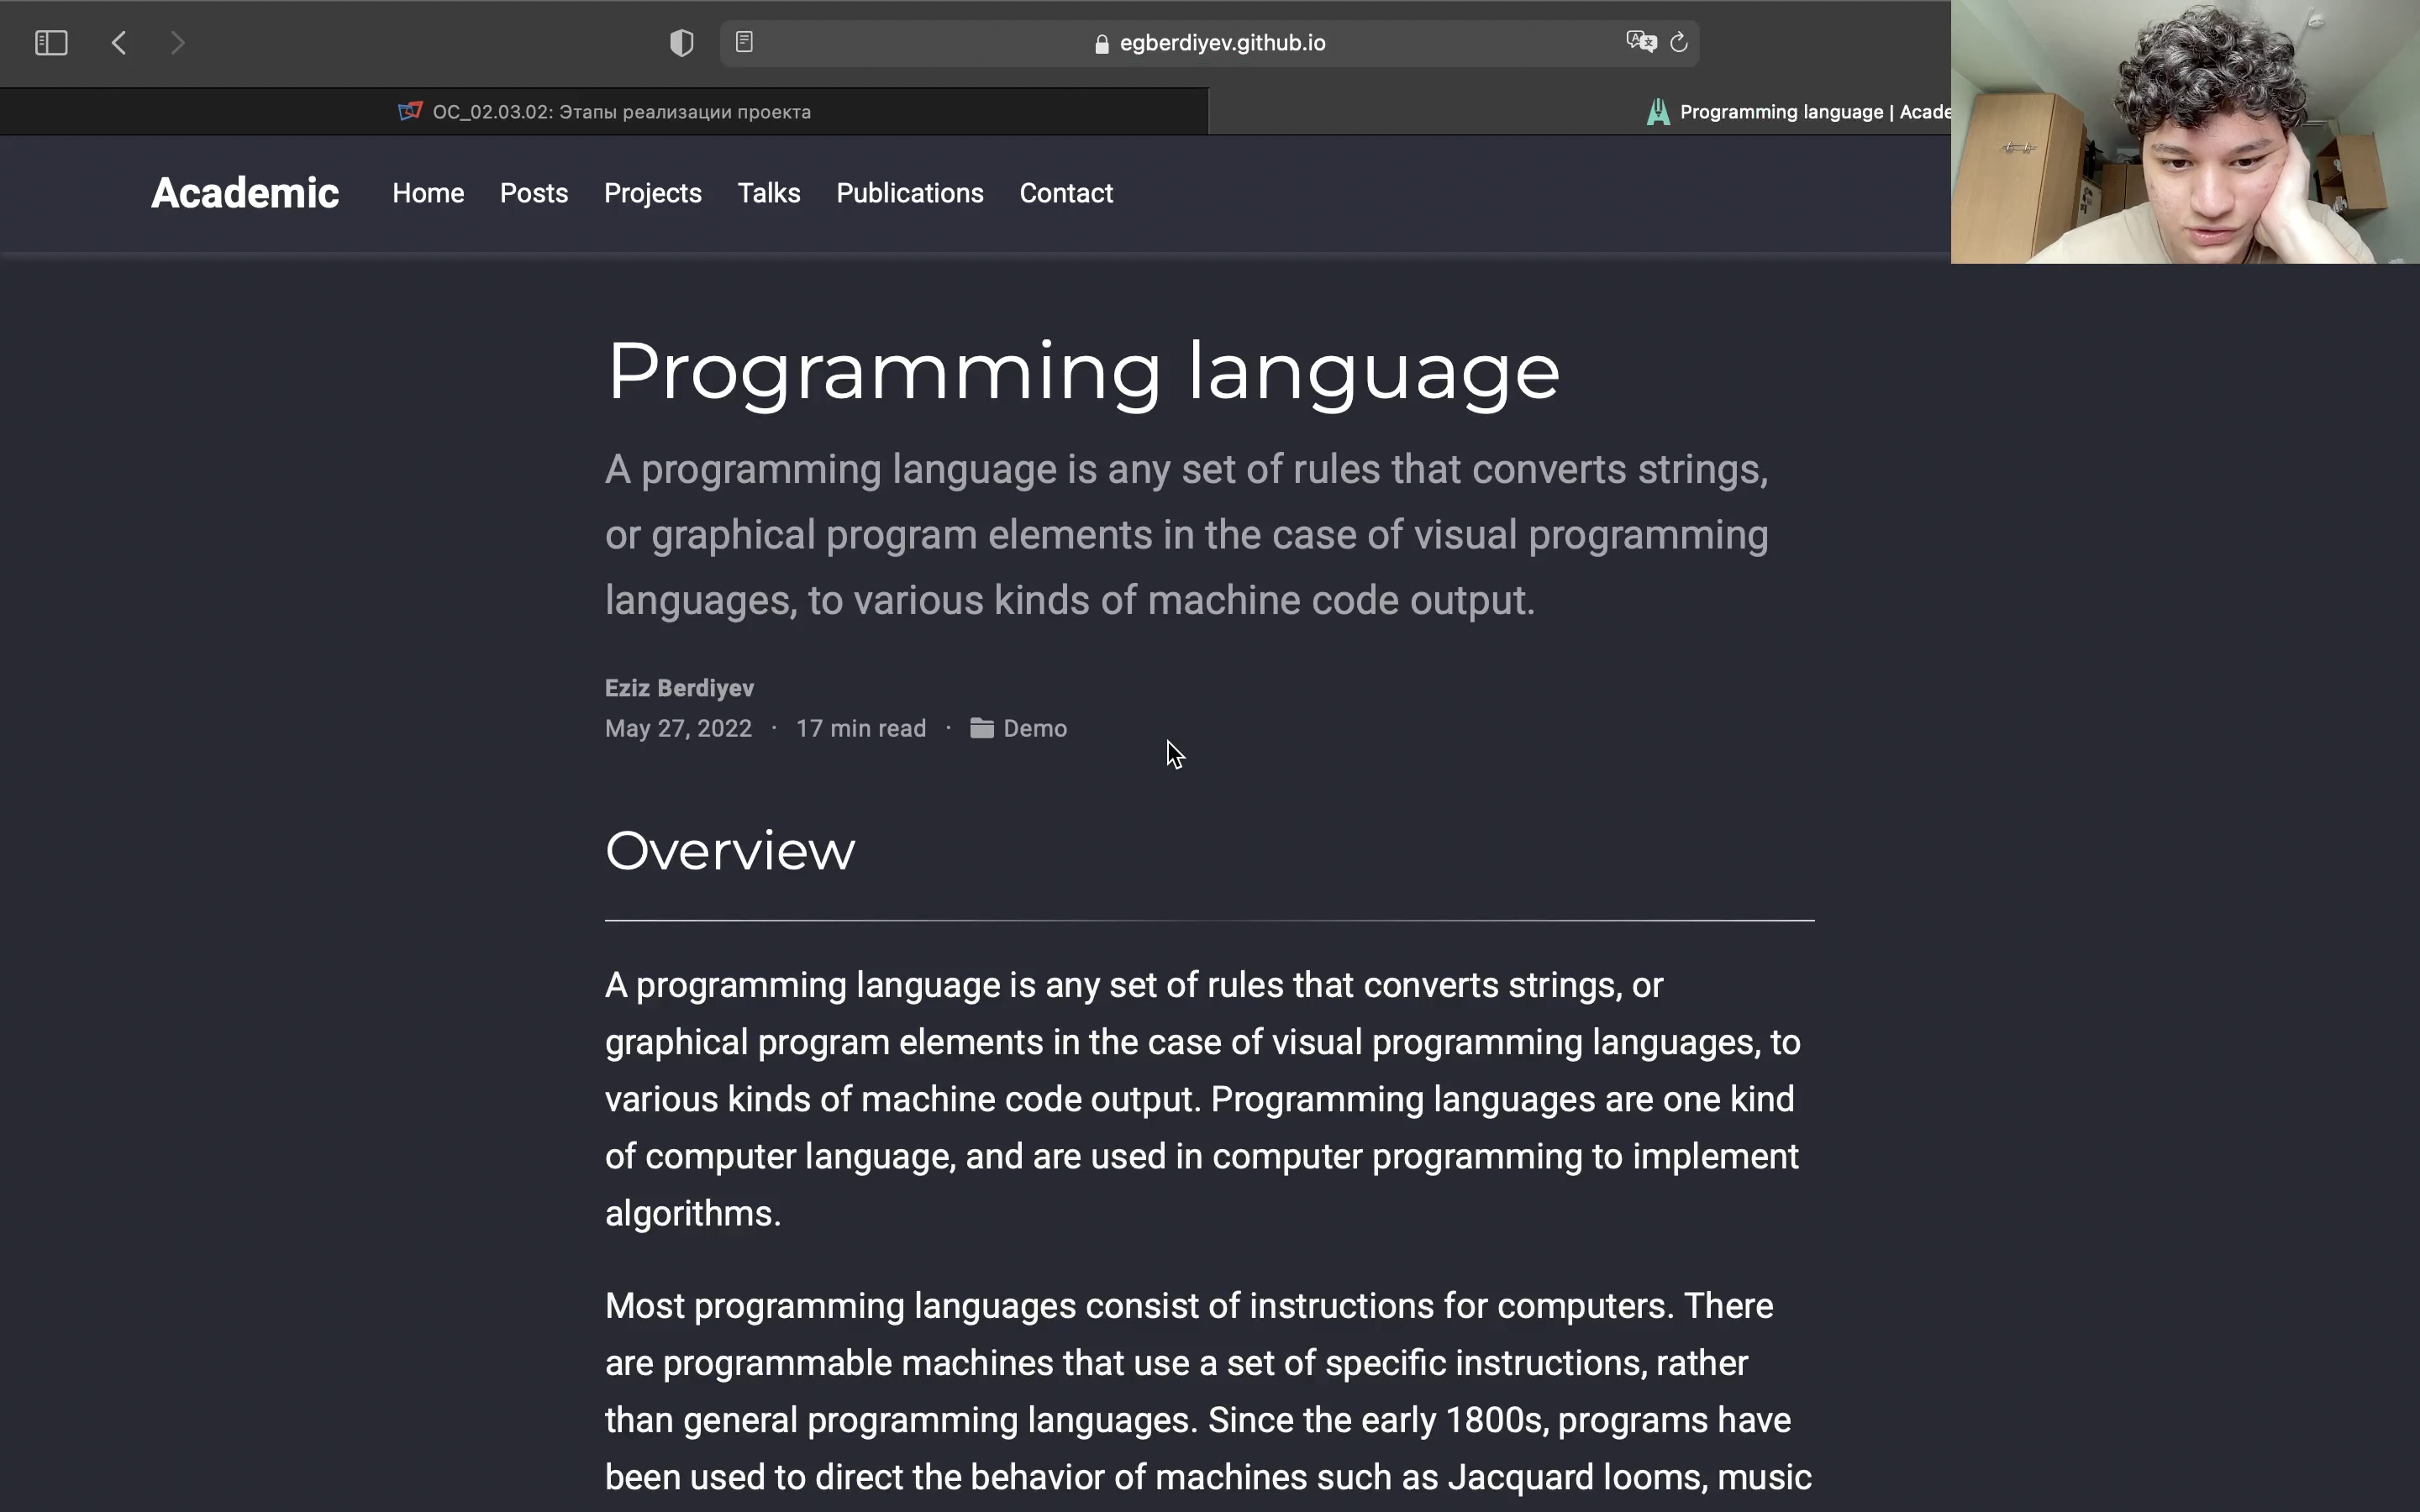 egberdiyev.github.io
ОС_02.03.02: Этапы реализации проекта
Programming language | Acade
Academic Home Posts Projects Talks Publications Contact
Programming language
A programming language is any set of rules that converts strings,
or graphical program elements in the case of visual programming
languages, to various kinds of machine code output.
Eziz Berdiyev
May 27, 2022 · 17 min read · Demo
Overview
A programming language is any set of rules that converts strings, or
graphical program elements in the case of visual programming languages, to
various kinds of machine code output. Programming languages are one kind
of computer language, and are used in computer programming to implement
algorithms.
Most programming languages consist of instructions for computers. There
are programmable machines that use a set of specific instructions, rather
than general programming languages. Since the early 1800s, programs have
been used to direct the behavior of machines such as Jacquard looms, music